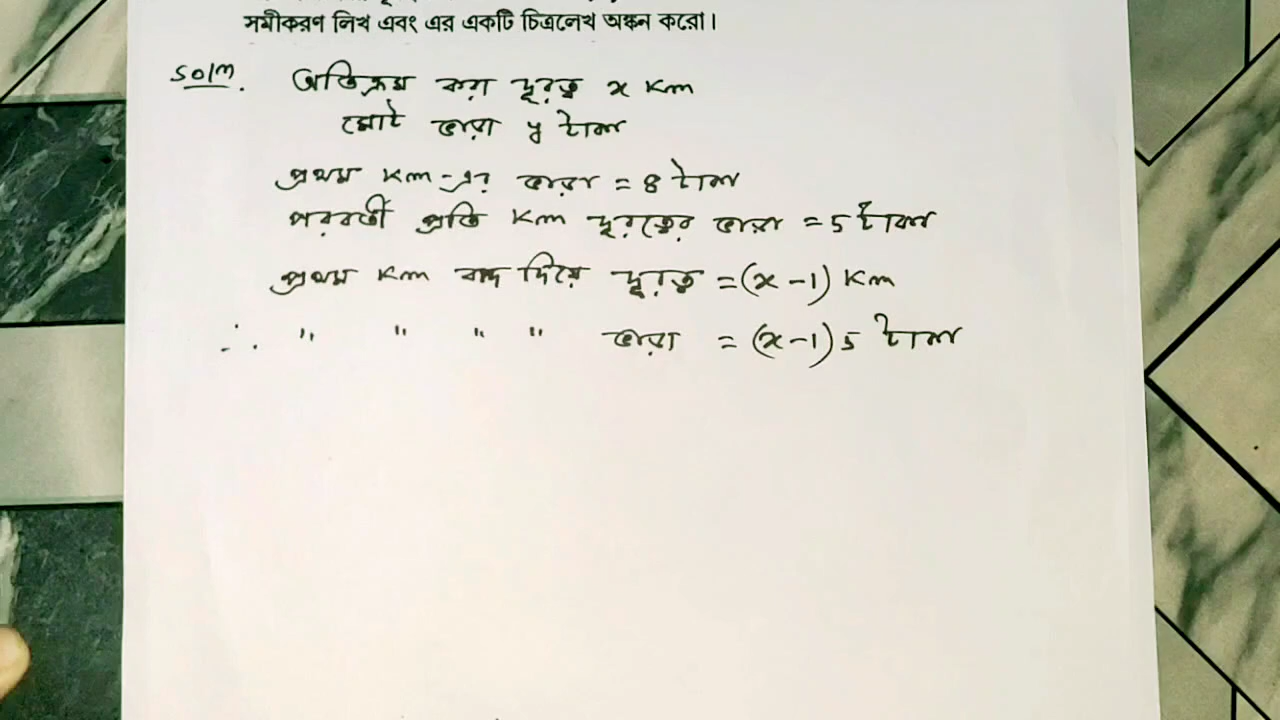 সমীকরণ লিখ এবং এর একটি চিত্রলেখ অঙ্কন করো।
Soln. অতিক্রম করা দূরত্ব x Km
মোট ভারা y টাকা
প্রথম Km-এর ভারা = 8 টাকা
পরবর্তী প্রতি Km দূরত্বের ভারা = 5 টাকা
প্রথম Km বাদ দিয়ে দূরত্ব = (x-1) Km
∴ " " " " ভারা = (x-1) 5 টাকা